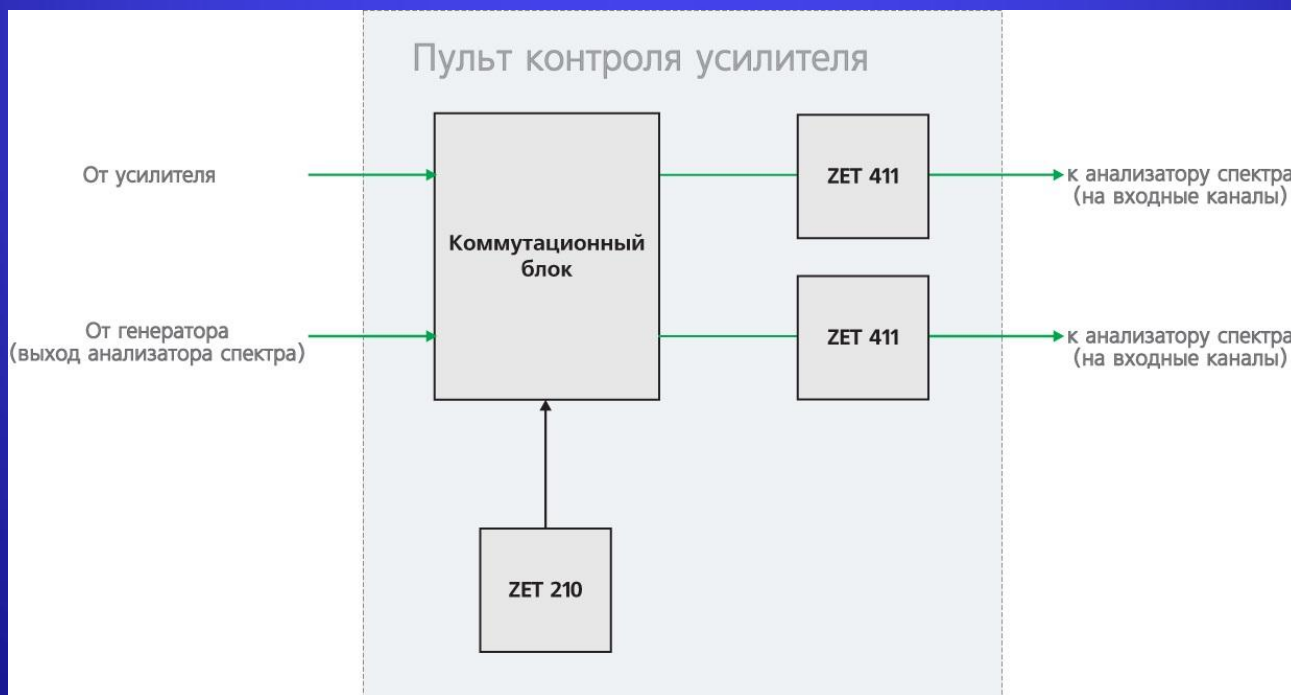 Пульт контроля усилителя
От усилителя
ZET 411
к анализатору спектра
(на входные каналы)
Коммутационный
блок
От генератора
(выход анализатора спектра)
ZET 411
к анализатору спектра
(на входные каналы)
ZET 210